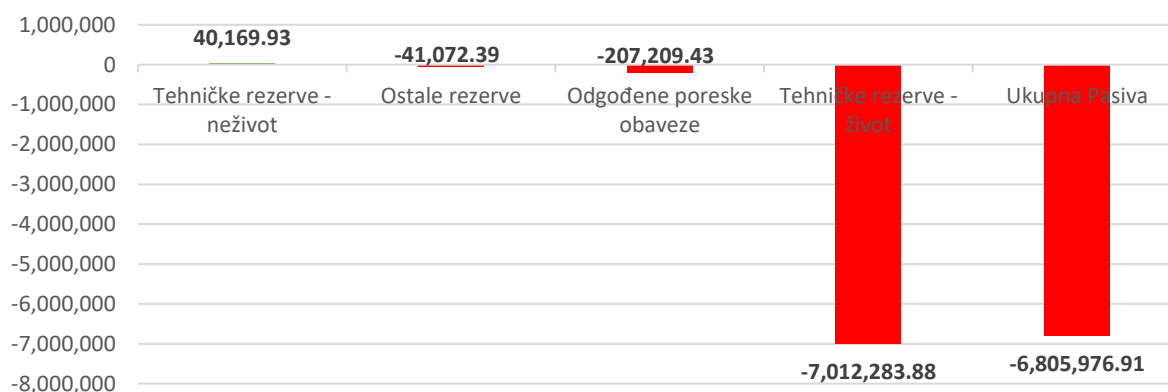 1,000,000
0
-1,000,000
-2,000,000
-3,000,000
-4,000,000
-5,000,000
-6,000,000
-7,000,000
-8,000,000
40,169.93
-41,072.39
-207,209.43
-7,012,283.88
-6,805,976.91
Tehničke rezerve -
neživot
Ostale rezerve
Odgođene poreske
obaveze
Tehničke rezerve -
život
Ukupna Pasiva